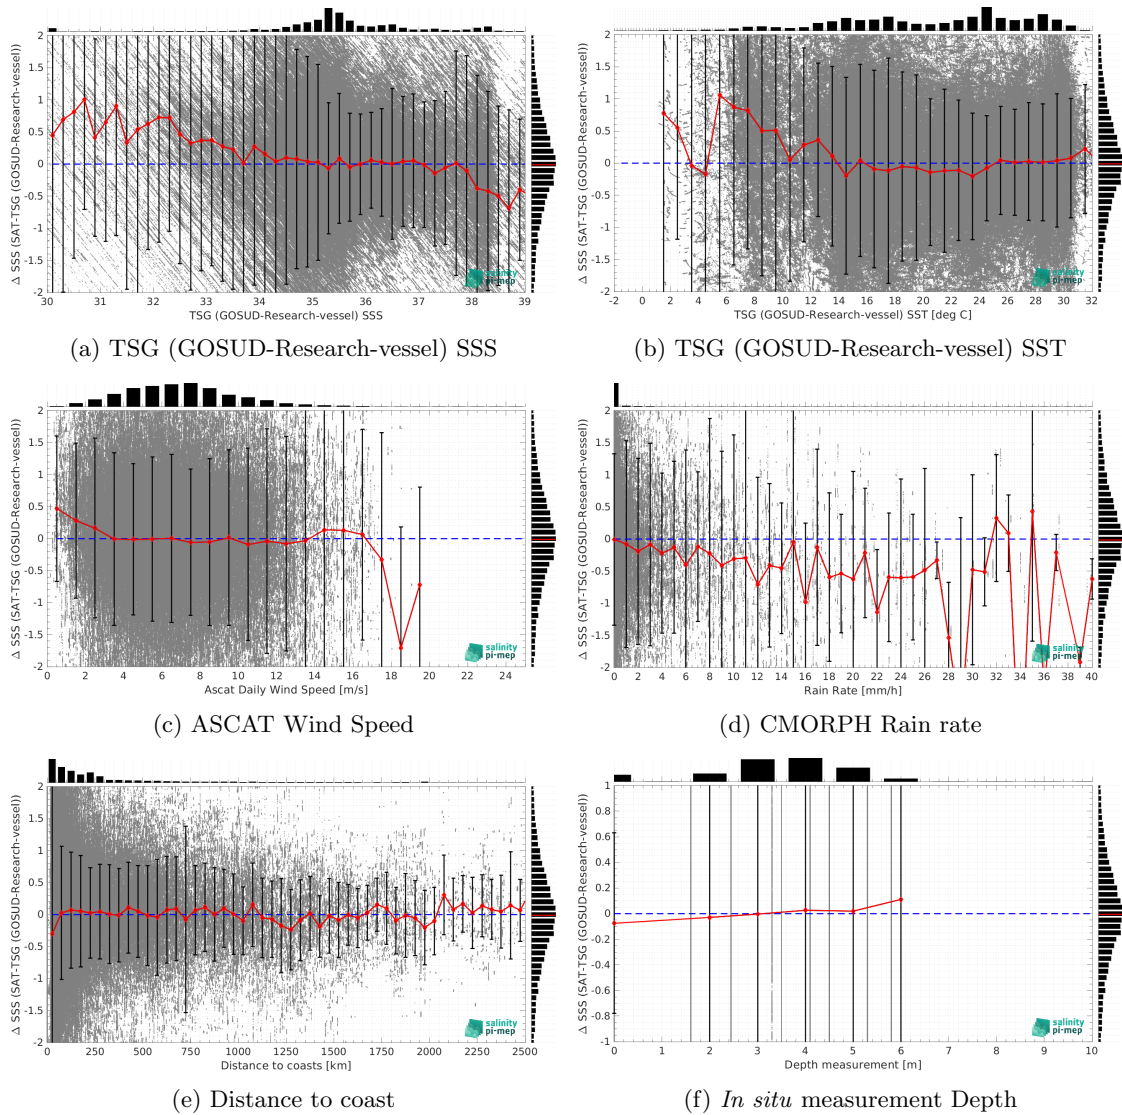 Δ SSS (SAT-TSG (GOSUD-Research-vessel))
2
1.5
1
0.5
0
-0.5
-1
-1.5
-2
30 31 32 33 34 35 36 37 38 39
TSG (GOSUD-Research-vessel) SSS
salinity
pi-mep
(a) TSG (GOSUD-Research-vessel) SSS
Δ SSS (SAT-TSG (GOSUD-Research-vessel))
2
1.5
1
0.5
0
-0.5
-1
-1.5
-2
-2 0 2 4 6 8 10 12 14 16 18 20 22 24 26 28 30 32
TSG (GOSUD-Research-vessel) SST [deg C]
salinity
pi-mep
(b) TSG (GOSUD-Research-vessel) SST
Δ SSS (SAT-TSG (GOSUD-Research-vessel))
2
1.5
1
0.5
0
-0.5
-1
-1.5
-2
0 2 4 6 8 10 12 14 16 18 20 22 24
Ascat Daily Wind Speed [m/s]
salinity
pi-mep
(c) ASCAT Wind Speed
Δ SSS (SAT-TSG (GOSUD-Research-vessel))
2
1.5
1
0.5
0
-0.5
-1
-1.5
-2
0 2 4 6 8 10 12 14 16 18 20 22 24 26 28 30 32 34 36 38 40
Rain Rate [mm/h]
salinity
pi-mep
(d) CMORPH Rain rate
Δ SSS (SAT-TSG (GOSUD-Research-vessel))
2
1.5
1
0.5
0
-0.5
-1
-1.5
-2
0 250 500 750 1000 1250 1500 1750 2000 2250 2500
Distance to coasts [km]
salinity
pi-mep
(e) Distance to coast
Δ SSS (SAT-TSG (GOSUD-Research-vessel))
1
0.8
0.6
0.4
0.2
0
-0.2
-0.4
-0.6
-0.8
-1
0 1 2 3 4 5 6 7 8 9 10
Depth measurement [m]
salinity
pi-mep
(f) In situ measurement Depth